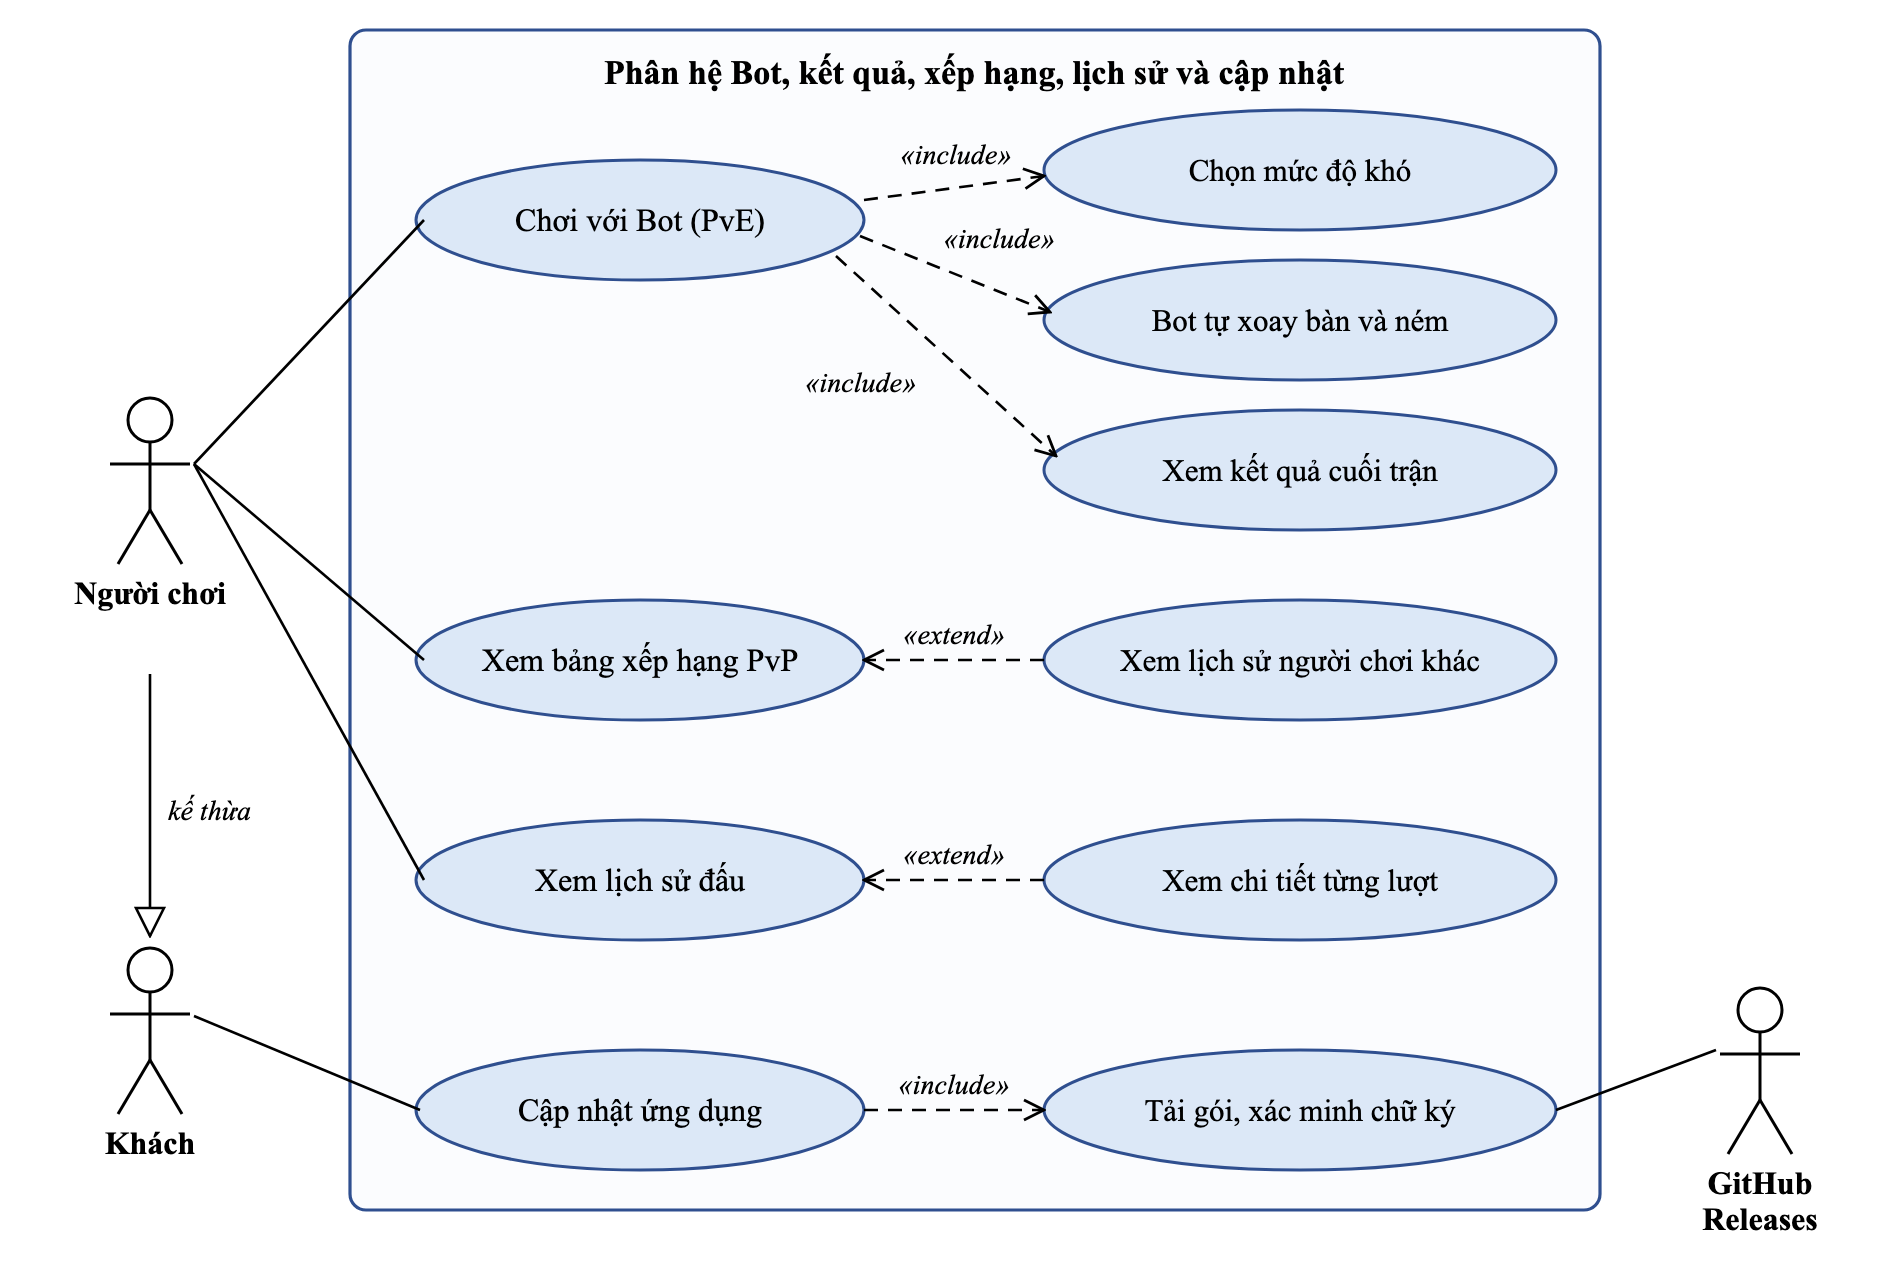 Phân hệ Bot, kết quả, xếp hạng, lịch sử và cập nhật
«include»
Chọn mức độ khó
Chơi với Bot (PvE)
«include»
Bot tự xoay bàn và ném
«include»
Xem kết quả cuối trận
Người chơi
Xem bảng xếp hạng PvP
«extend»
Xem lịch sử người chơi khác
kế thừa
Xem lịch sử đấu
«extend»
Xem chi tiết từng lượt
Khách
Cập nhật ứng dụng
«include»
Tải gói, xác minh chữ ký
GitHub
Releases